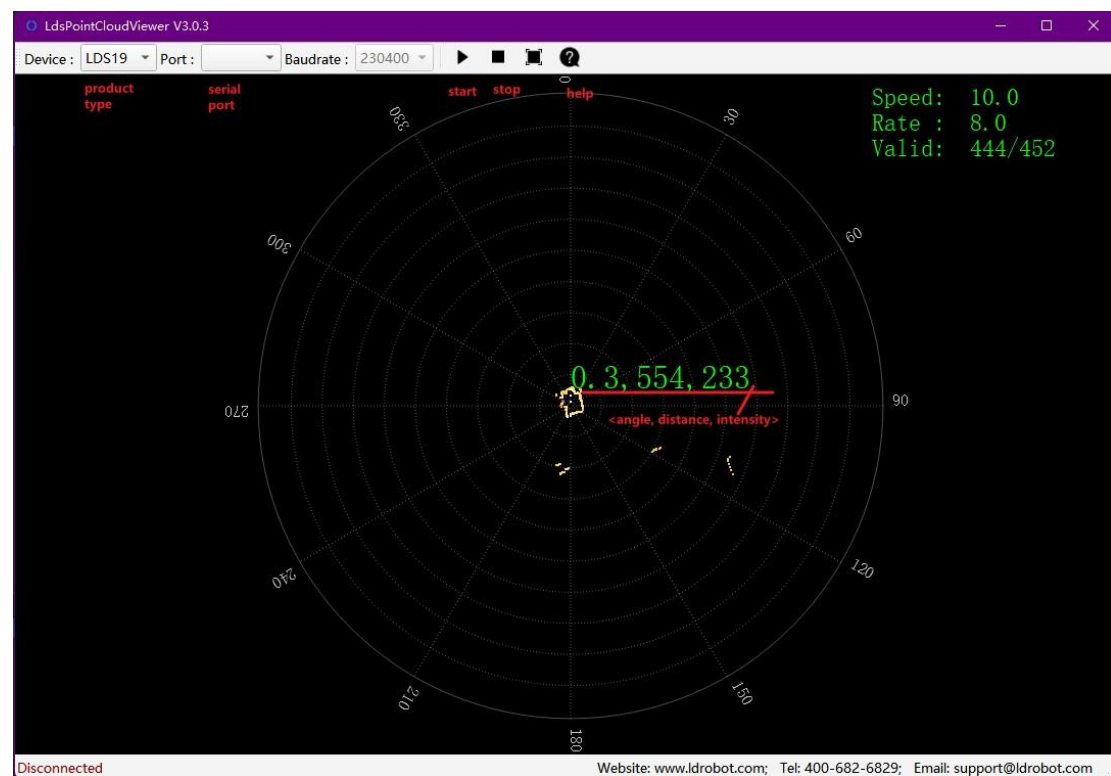 LdsPointCloudViewer V3.0.3
Device : LDS19 Port : Baudrate : 230400
product
type
serial
port
start stop help
Speed: 10.0
Rate : 8.0
Valid: 444/452
0
30
60
90
120
150
180
210
240
270
300
330
0.3,554,233
<angle, distance, intensity>
Disconnected
Website: www.ldrobot.com; Tel: 400-682-6829; Email: support@ldrobot.com